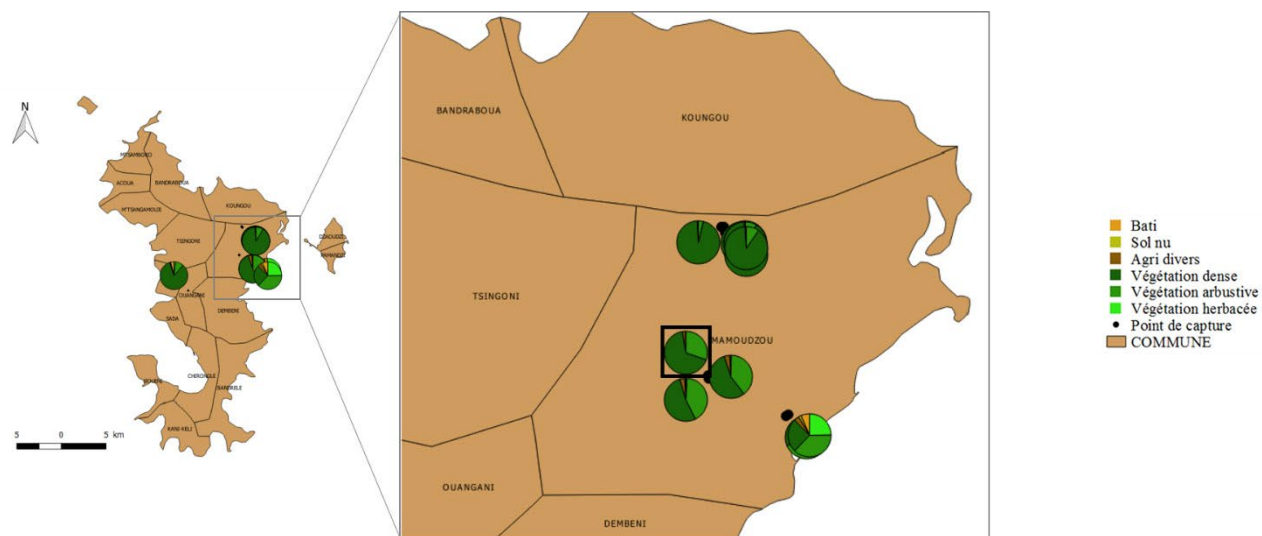 N
MTSAMBORO
ACOUA
BANDRABOUA
M'TSANGAMOUJI
KOUNGOU
TSINGONI
DZAOUDZI
PAMANDZI
OUANGANI
SADA
DEMBENI
CHIRONGUI
BANDRELE
BOUENI
KANI-KELI
5 0 5 km
BANDRABOUA
KOUNGOU
TSINGONI
MAMOUDZOU
OUANGANI
DEMBENI
Bati
Sol nu
Agri divers
Végétation dense
Végétation arbustive
Végétation herbacée
Point de capture
COMMUNE